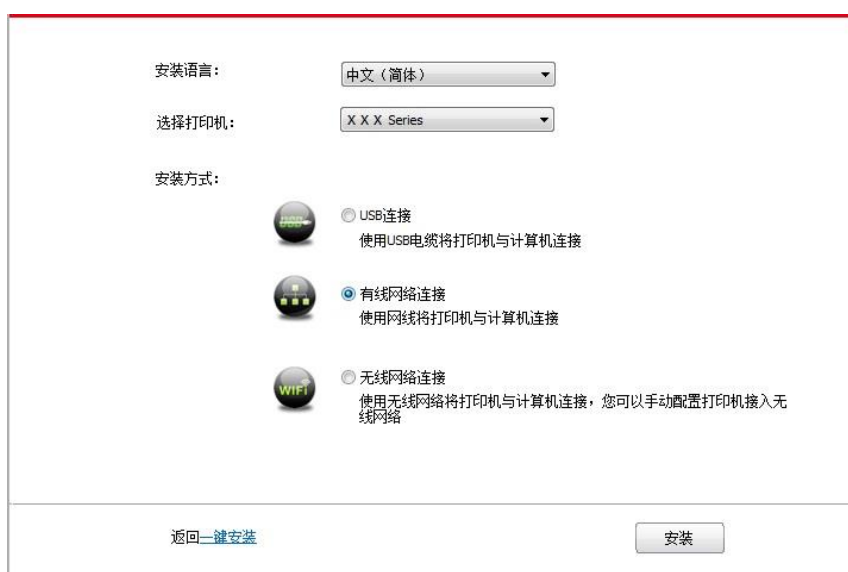 安装语言：
中文（简体）
选择打印机：
X X X Series
安装方式：
USB
USB连接
使用USB电缆将打印机与计算机连接
有线网络连接
使用网线将打印机与计算机连接
WiFi
无线网络连接
使用无线网络将打印机与计算机连接，您可以手动配置打印机接入无
线网络
返回一键安装
安装